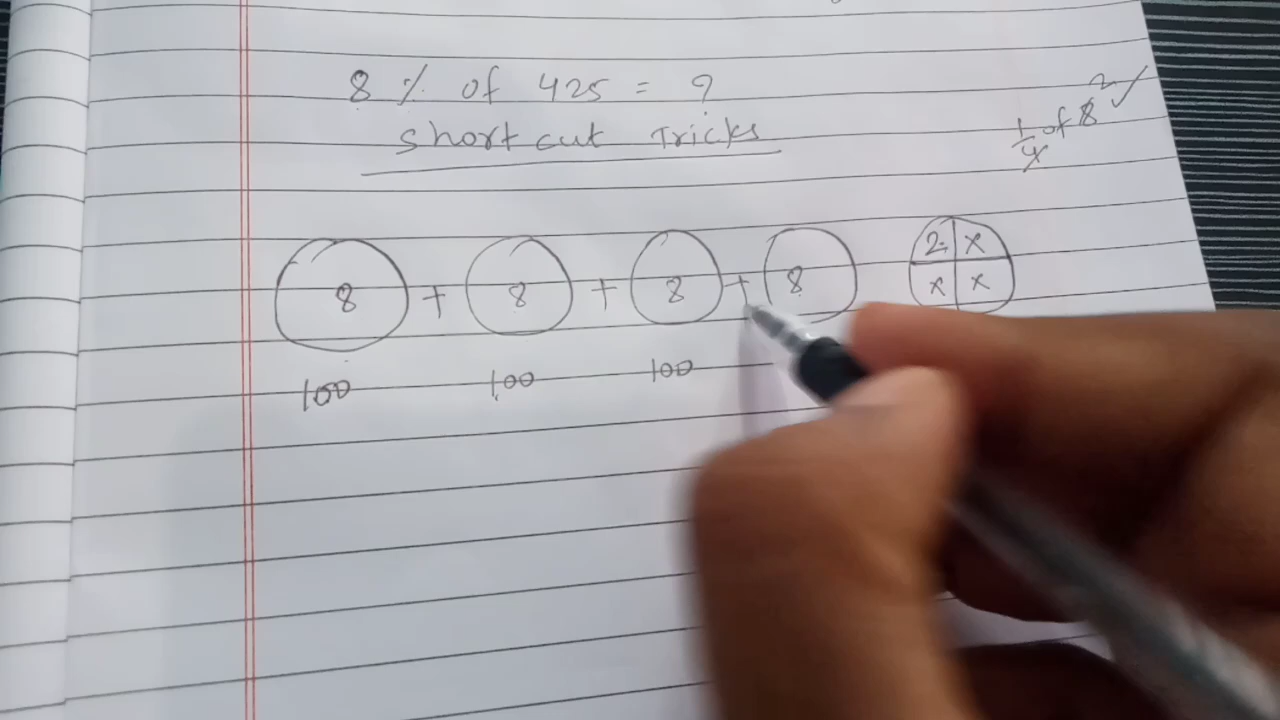 8 % of 425 = ?
Short cut Tricks
1/4 of 8 2 ✓
8 + 8 + 8 + 8 2 x
x x
100 100 100